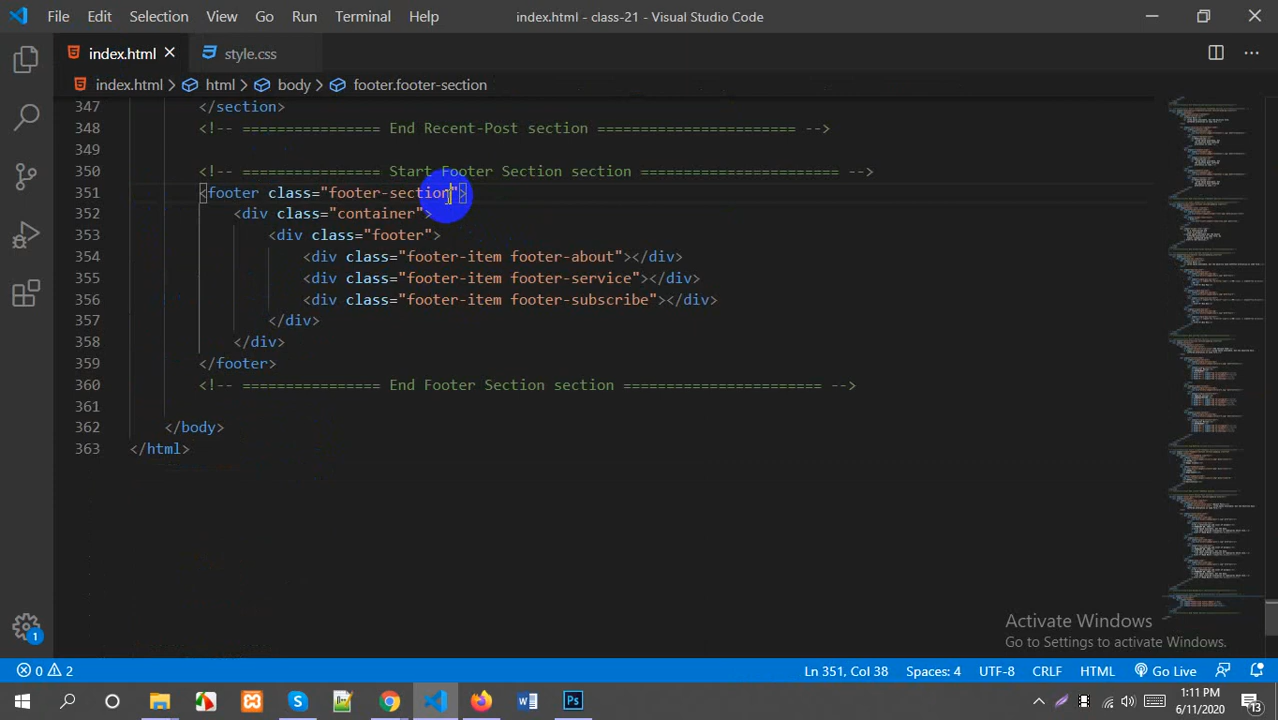 File Edit Selection View Go Run Terminal Help index.html - class-21 - Visual Studio Code
index.html style.css
index.html > html > body > footer.footer-section
347 </section>
348 <!-- ================ End Recent-Post section ======================= -->
349
350 <!-- ================ Start Footer Section section ======================= -->
351 <footer class="footer-section">
352 <div class="container">
353 <div class="footer">
354 <div class="footer-item footer-about"></div>
355 <div class="footer-item footer-service"></div>
356 <div class="footer-item footer-subscribe"></div>
357 </div>
358 </div>
359 </footer>
360 <!-- ================ End Footer Section section ======================= -->
361
362 </body>
363 </html>
Activate Windows
Go to Settings to activate Windows.
1
0 2 Ln 351, Col 38 Spaces: 4 UTF-8 CRLF HTML Go Live
1:11 PM
6/11/2020
13